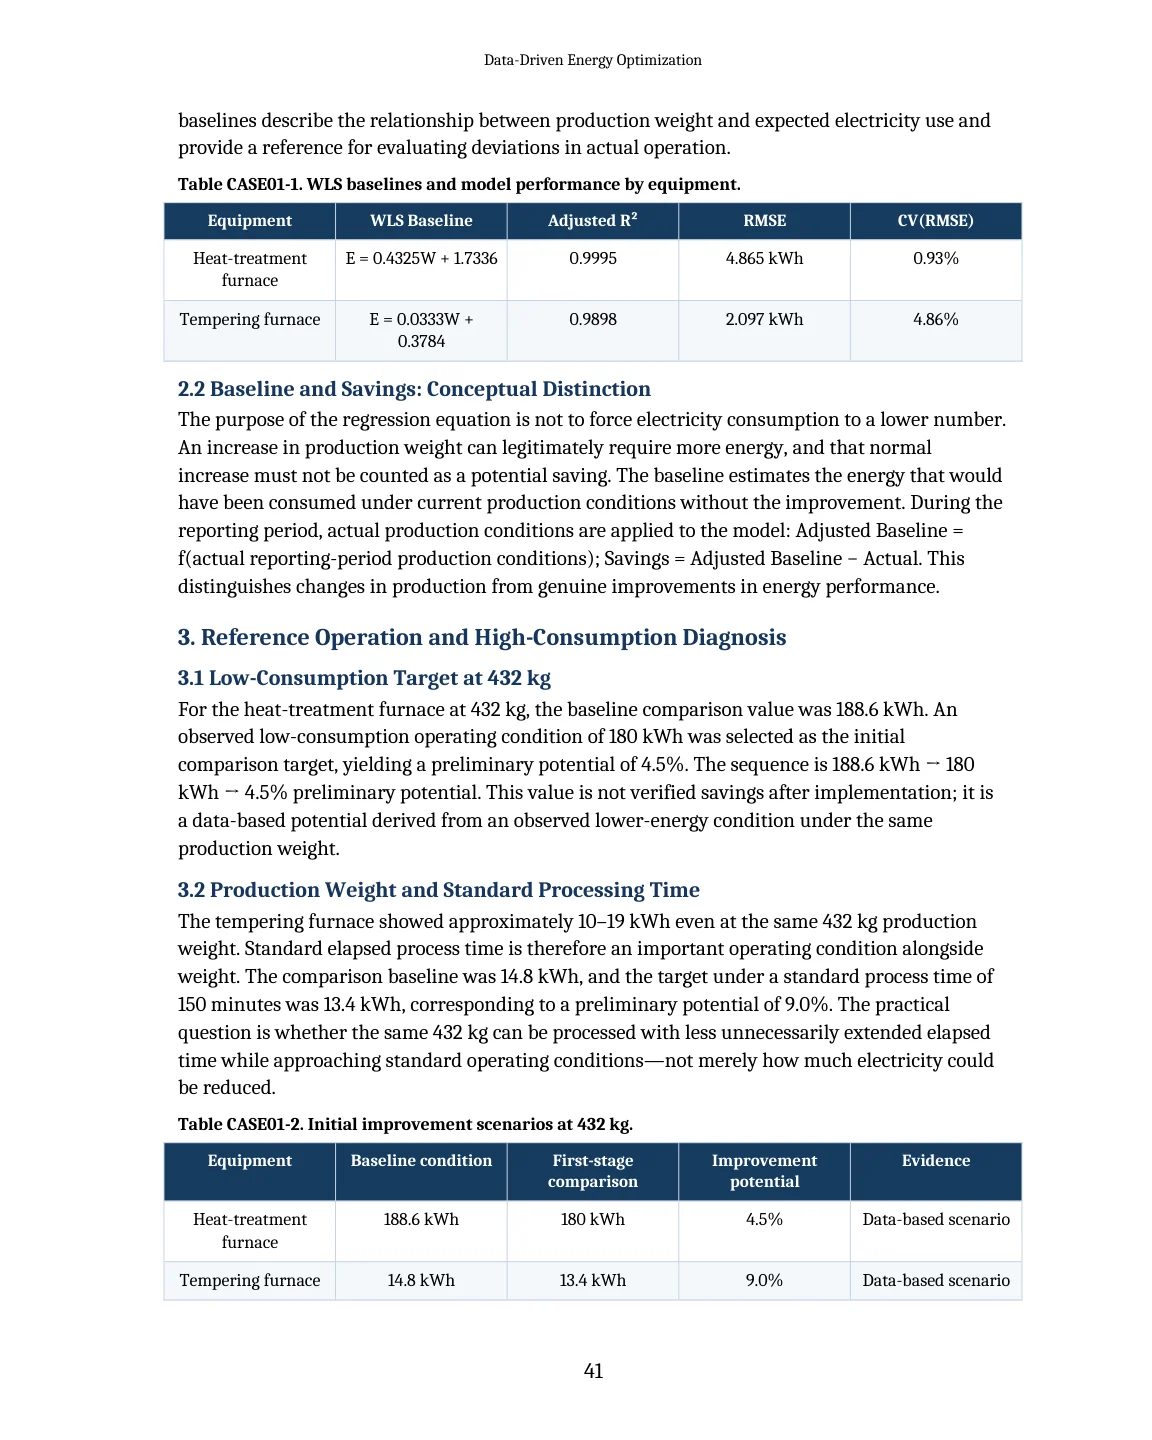 Data-Driven Energy Optimization
baselines describe the relationship between production weight and expected electricity use and
provide a reference for evaluating deviations in actual operation.
Table CASE01-1. WLS baselines and model performance by equipment.
Equipment WLS Baseline Adjusted R² RMSE CV(RMSE)
Heat-treatment furnace E = 0.4325W + 1.7336 0.9995 4.865 kWh 0.93%
Tempering furnace E = 0.0333W + 0.3784 0.9898 2.097 kWh 4.86%
2.2 Baseline and Savings: Conceptual Distinction
The purpose of the regression equation is not to force electricity consumption to a lower number.
An increase in production weight can legitimately require more energy, and that normal
increase must not be counted as a potential saving. The baseline estimates the energy that would
have been consumed under current production conditions without the improvement. During the
reporting period, actual production conditions are applied to the model: Adjusted Baseline =
f(actual reporting-period production conditions); Savings = Adjusted Baseline − Actual. This
distinguishes changes in production from genuine improvements in energy performance.
3. Reference Operation and High-Consumption Diagnosis
3.1 Low-Consumption Target at 432 kg
For the heat-treatment furnace at 432 kg, the baseline comparison value was 188.6 kWh. An
observed low-consumption operating condition of 180 kWh was selected as the initial
comparison target, yielding a preliminary potential of 4.5%. The sequence is 188.6 kWh → 180
kWh → 4.5% preliminary potential. This value is not verified savings after implementation; it is
a data-based potential derived from an observed lower-energy condition under the same
production weight.
3.2 Production Weight and Standard Processing Time
The tempering furnace showed approximately 10–19 kWh even at the same 432 kg production
weight. Standard elapsed process time is therefore an important operating condition alongside
weight. The comparison baseline was 14.8 kWh, and the target under a standard process time of
150 minutes was 13.4 kWh, corresponding to a preliminary potential of 9.0%. The practical
question is whether the same 432 kg can be processed with less unnecessarily extended elapsed
time while approaching standard operating conditions—not merely how much electricity could
be reduced.
Table CASE01-2. Initial improvement scenarios at 432 kg.
Equipment Baseline condition First-stage comparison Improvement potential Evidence
Heat-treatment furnace 188.6 kWh 180 kWh 4.5% Data-based scenario
Tempering furnace 14.8 kWh 13.4 kWh 9.0% Data-based scenario
41